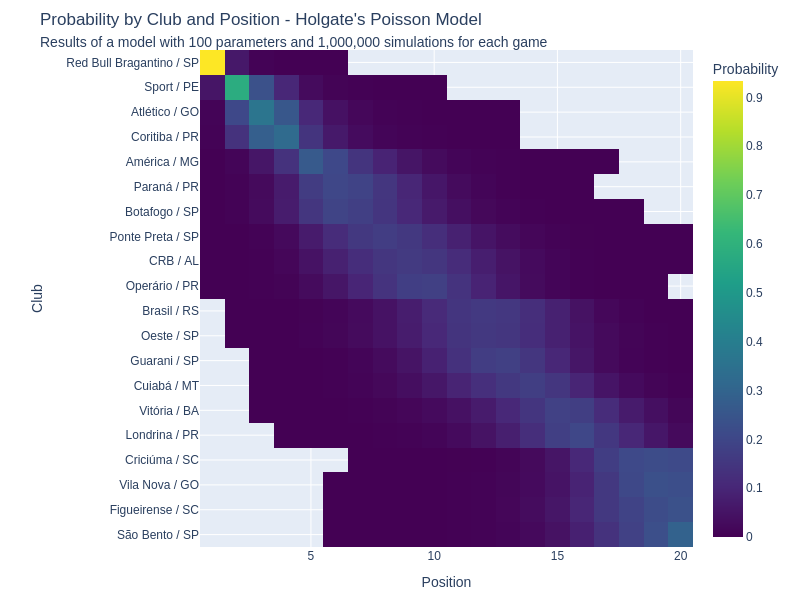 Probability by Club and Position - Holgate's Poisson Model
Results of a model with 100 parameters and 1,000,000 simulations for each game
Probability
Red Bull Bragantino / SP
Sport / PE
Atlético / GO
Coritiba / PR
América / MG
Paraná / PR
Botafogo / SP
Ponte Preta / SP
CRB / AL
Operário / PR
Brasil / RS
Oeste / SP
Guarani / SP
Cuiabá / MT
Vitória / BA
Londrina / PR
Criciúma / SC
Vila Nova / GO
Figueirense / SC
São Bento / SP
Club
5
10
15
20
Position
0.9
0.8
0.7
0.6
0.5
0.4
0.3
0.2
0.1
0